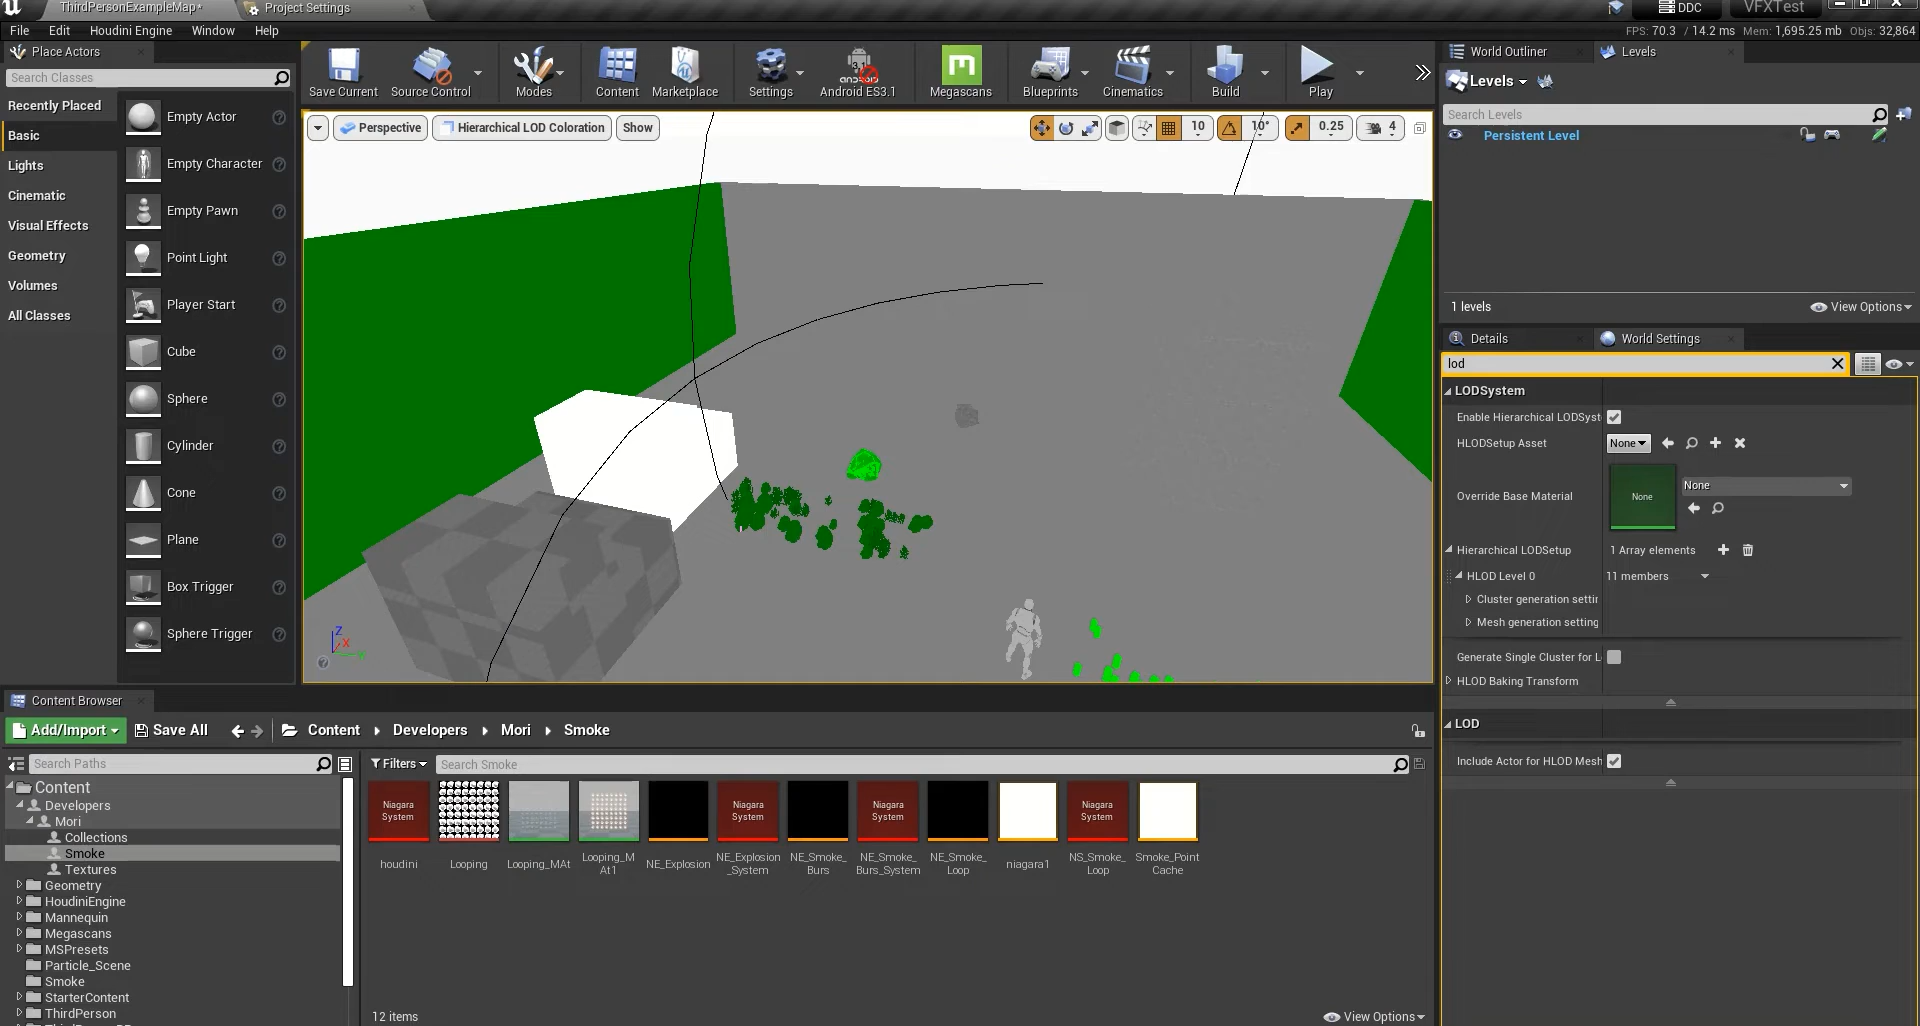 ThirdPersonExampleMap*
Project Settings
DDC
VFXTest
File Edit Houdini Engine Window Help
FPS: 70.3 / 14.2 ms Mem: 1,695.25 mb Objs: 32,864
Place Actors
Search Classes
Recently Placed
Basic
Lights
Cinematic
Visual Effects
Geometry
Volumes
All Classes
Empty Actor
Empty Character
Empty Pawn
Point Light
Player Start
Cube
Sphere
Cylinder
Cone
Plane
Box Trigger
Sphere Trigger
Save Current
Source Control
Modes
Content
Marketplace
Settings
3.1
android
Android ES3.1
Megascans
Blueprints
Cinematics
Build
Play
Perspective
Hierarchical LOD Coloration
Show
10
10°
0.25
4
Z
X
Y
World Outliner
Levels
Levels
Search Levels
Persistent Level
1 levels
View Options
Details
World Settings
lod
LODSystem
Enable Hierarchical LODSyst
HLODSetup Asset
None
Override Base Material
None
None
Hierarchical LODSetup
1 Array elements
HLOD Level 0
11 members
Cluster generation settin
Mesh generation setting
Generate Single Cluster for L
HLOD Baking Transform
LOD
Include Actor for HLOD Mesh
Content Browser
Add/Import
Save All
Content
Developers
Mori
Smoke
Search Paths
Content
Developers
Mori
Collections
Smoke
Textures
Geometry
HoudiniEngine
Mannequin
Megascans
MSPresets
Particle_Scene
Smoke
StarterContent
ThirdPerson
Filters
Search Smoke
Niagara
System
houdini
Looping
Looping_MAt
Looping_M
At1
NE_Explosion
Niagara
System
NE_Explosion
_System
NE_Smoke_
Burs
Niagara
System
NE_Smoke_
Burs_System
NE_Smoke_
Loop
niagara1
Niagara
System
NS_Smoke_
Loop
Smoke_Point
Cache
12 items
View Options